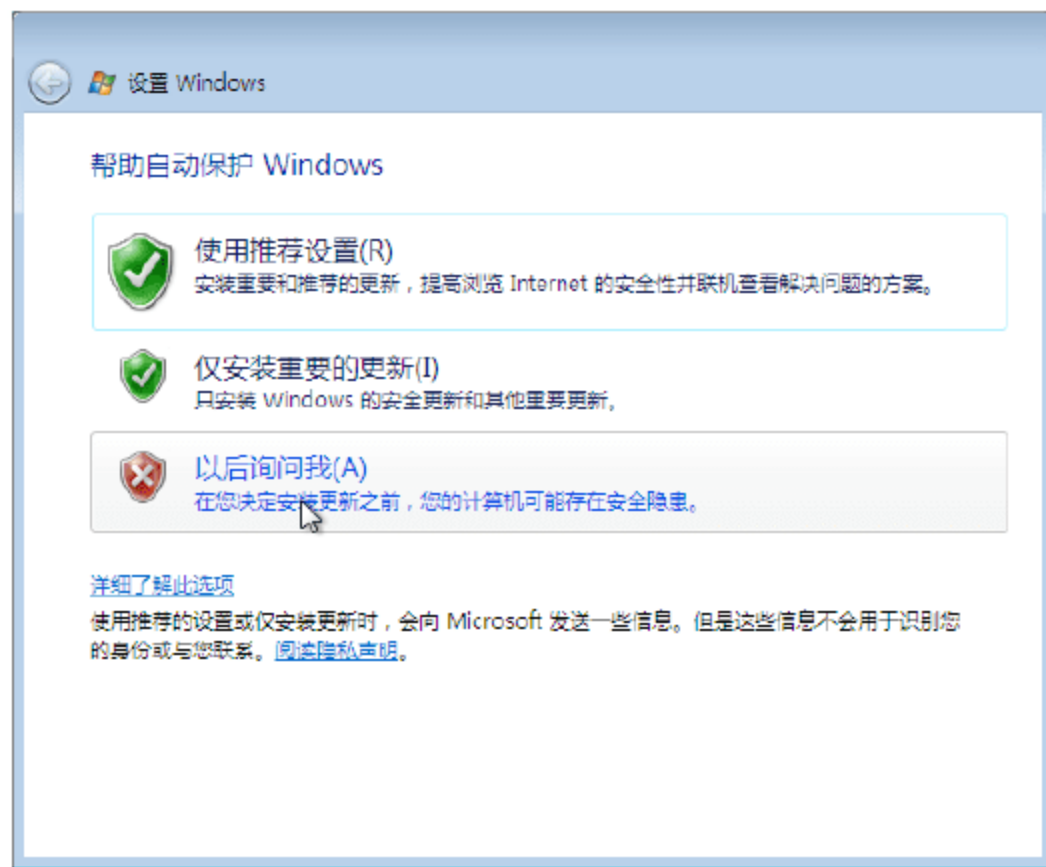 设置 Windows
帮助自动保护 Windows
使用推荐设置(R)
安装重要和推荐的更新，提高浏览 Internet 的安全性并联机查看解决问题的方案。
仅安装重要的更新(I)
只安装 Windows 的安全更新和其他重要更新。
以后询问我(A)
在您决定安装更新之前，您的计算机可能存在安全隐患。
详细了解此选项
使用推荐的设置或仅安装更新时，会向 Microsoft 发送一些信息。但是这些信息不会用于识别您
的身份或与您联系。阅读隐私声明。